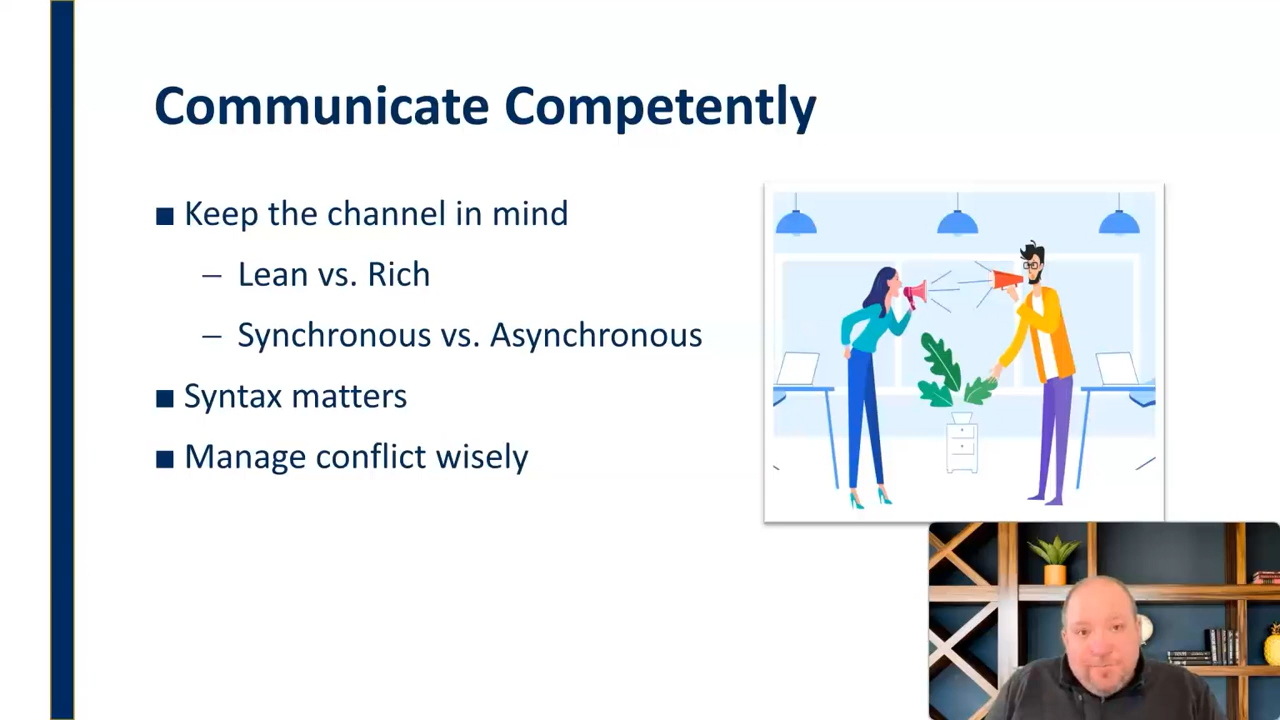 Communicate Competently
■ Keep the channel in mind
– Lean vs. Rich
– Synchronous vs. Asynchronous
■ Syntax matters
■ Manage conflict wisely